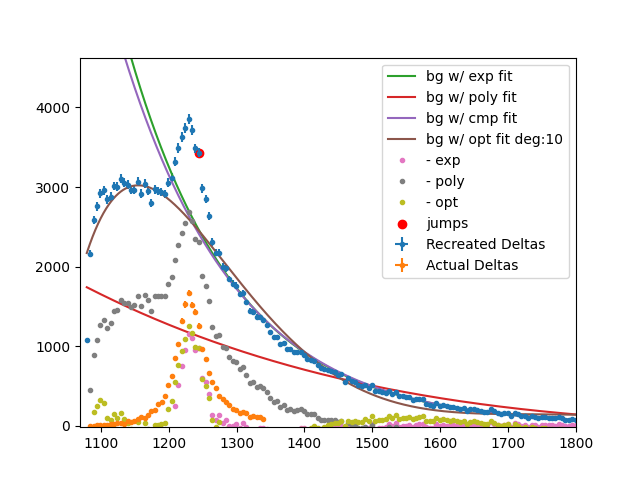 bg w/ exp fit
bg w/ poly fit
bg w/ cmp fit
bg w/ opt fit deg:10
- exp
- poly
- opt
jumps
Recreated Deltas
Actual Deltas
4000
3000
2000
1000
0
1100 1200 1300 1400 1500 1600 1700 1800